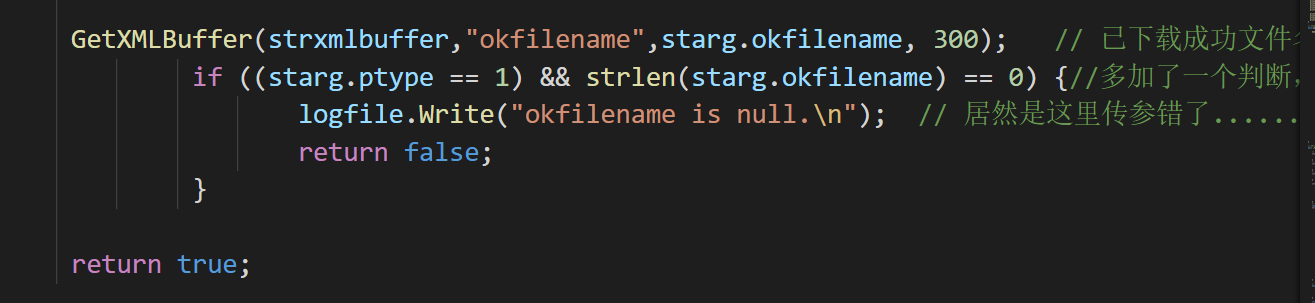 GetXMLBuffer(strxmlbuffer,"okfilename",starg.okfilename, 300);   // 已下载成功文件
if ((starg.ptype == 1) && strlen(starg.okfilename) == 0) {//多加了一个判断,
logfile.Write("okfilename is null.\n");  // 居然是这里传参错了......
return false;
}
return true;